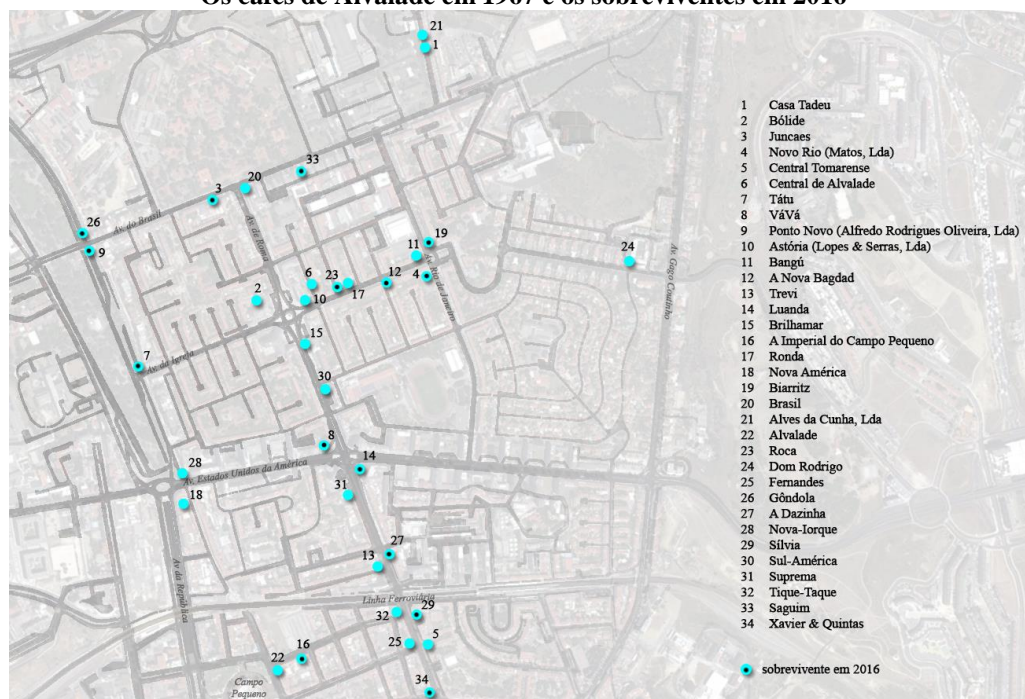 Os cafés de Alvalade em 1967 e os sobreviventes em 2016
21
1
33
20
3
26
Av. do Brasil
9
Av. de Roma
19
11
Av. Rio de Janeiro
24
Av. Gago Coutinho
6
23
12
4
2
10
17
15
7
Av. da Igreja
30
8
28
Av. Estados Unidos da América
14
18
31
27
13
Av. da República
Linha Ferroviária
32
29
25
5
16
22
Campo
Pequeno
34
1 Casa Tadeu
2 Bólide
3 Juncaes
4 Novo Rio (Matos, Lda)
5 Central Tomarense
6 Central de Alvalade
7 Tátu
8 VáVá
9 Ponto Novo (Alfredo Rodrigues Oliveira, Lda)
10 Astória (Lopes & Serras, Lda)
11 Bangú
12 A Nova Bagdad
13 Trevi
14 Luanda
15 Brilhamar
16 A Imperial do Campo Pequeno
17 Ronda
18 Nova América
19 Biarritz
20 Brasil
21 Alves da Cunha, Lda
22 Alvalade
23 Roca
24 Dom Rodrigo
25 Fernandes
26 Gôndola
27 A Dazinha
28 Nova-Iorque
29 Sílvia
30 Sul-América
31 Suprema
32 Tique-Taque
33 Saguim
34 Xavier & Quintas
sobrevivente em 2016